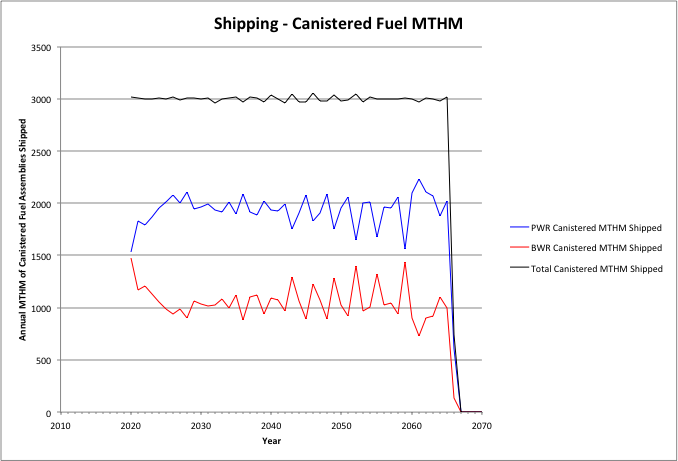 Shipping - Canistered Fuel MTHM
Annual MTHM of Canistered Fuel Assemblies Shipped
3500
3000
2500
2000
1500
1000
500
0
2010 2020 2030 2040 2050 2060 2070
Year
PWR Canistered MTHM Shipped
BWR Canistered MTHM Shipped
Total Canistered MTHM Shipped